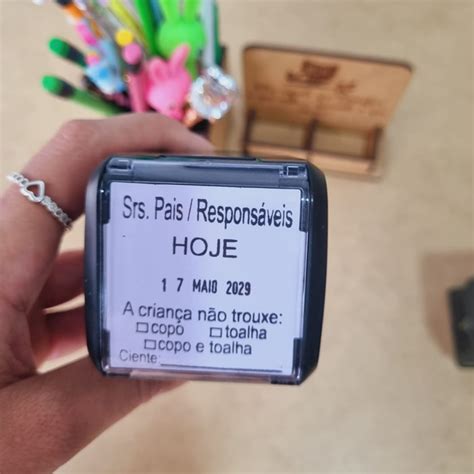 Srs. Pais / Responsáveis
HOJE
1 7 MAIO 2029
A criança não trouxe:
☐copo ☐toalha
☐copo e toalha
Ciente: